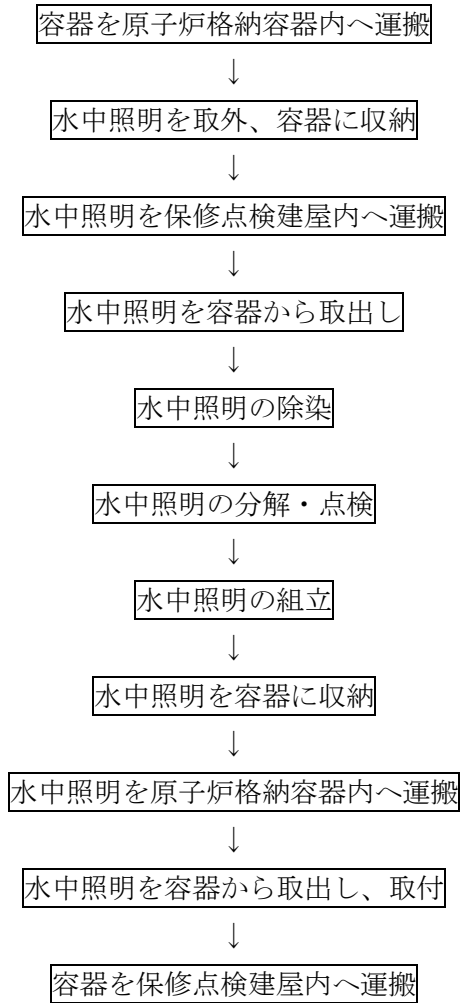 容器を原子炉格納容器内へ運搬
↓
水中照明を取外、容器に収納
↓
水中照明を保修点検建屋内へ運搬
↓
水中照明を容器から取出し
↓
水中照明の除染
↓
水中照明の分解・点検
↓
水中照明の組立
↓
水中照明を容器に収納
↓
水中照明を原子炉格納容器内へ運搬
↓
水中照明を容器から取出し、取付
↓
容器を保修点検建屋内へ運搬